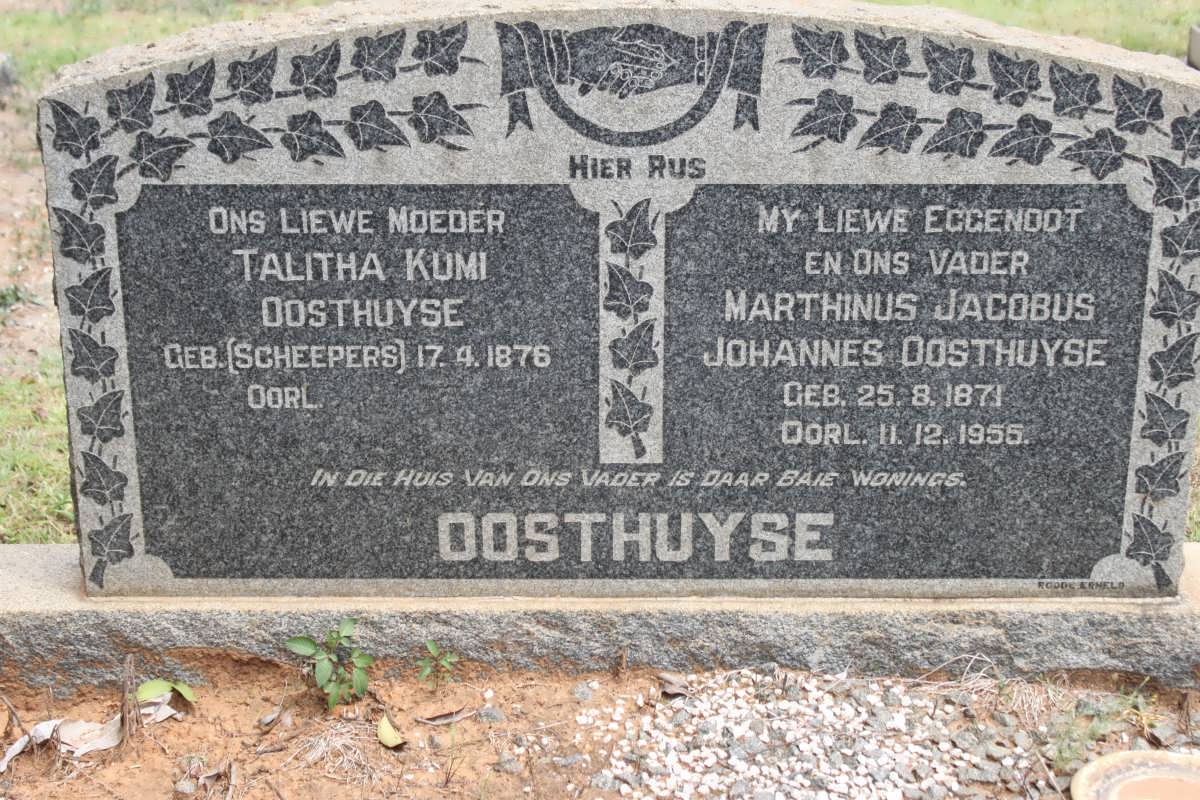 HIER RUS
ONS LIEWE MOEDER
TALITHA KUMI
OOSTHUYSE
GEB. (SCHEEPERS) 17. 4. 1876
OORL.
MY LIEWE EGGENOOT
EN ONS VADER
MARTHINUS JACOBUS
JOHANNES OOSTHUYSE
GEB. 25. 8. 1871
OORL. 11. 12. 1955.
IN DIE HUIS VAN ONS VADER IS DAAR BAIE WONINGS.
OOSTHUYSE
ERMELO